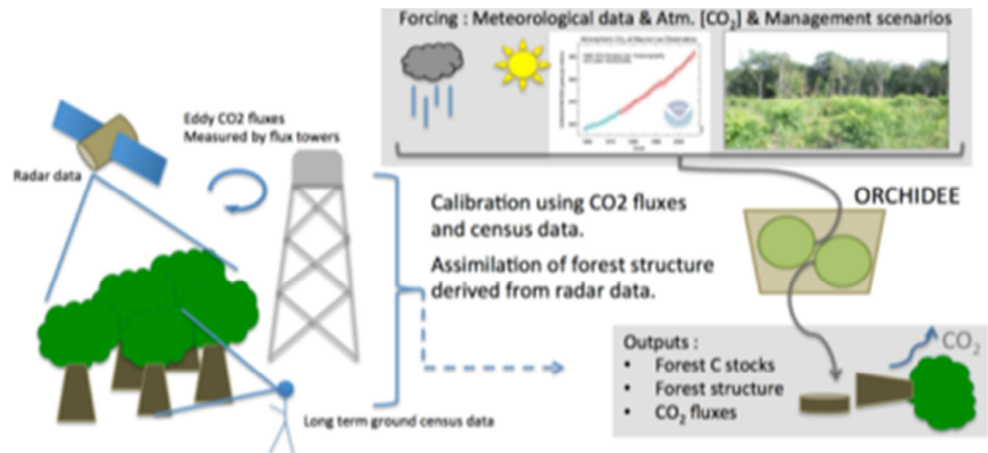 Forcing : Meteorological data & Atm. [CO2] & Management scenarios
Eddy CO2 fluxes
Measured by flux towers
Radar data
Calibration using CO2 fluxes
and census data.
Assimilation of forest structure
derived from radar data.
ORCHIDEE
Outputs :
• Forest C stocks
• Forest structure
• CO2 fluxes
CO2
Long term ground census data